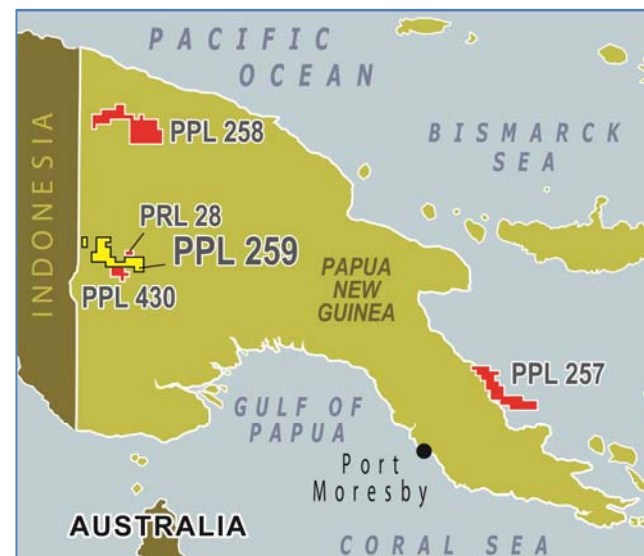 PACIFIC
OCEAN
PPL 258
BISMARCK
SEA
INDONESIA
PRL 28
PPL 259
PPL 430
PAPUA
NEW
GUINEA
PPL 257
GULF OF
PAPUA
Port
Moresby
AUSTRALIA
CORAL SEA